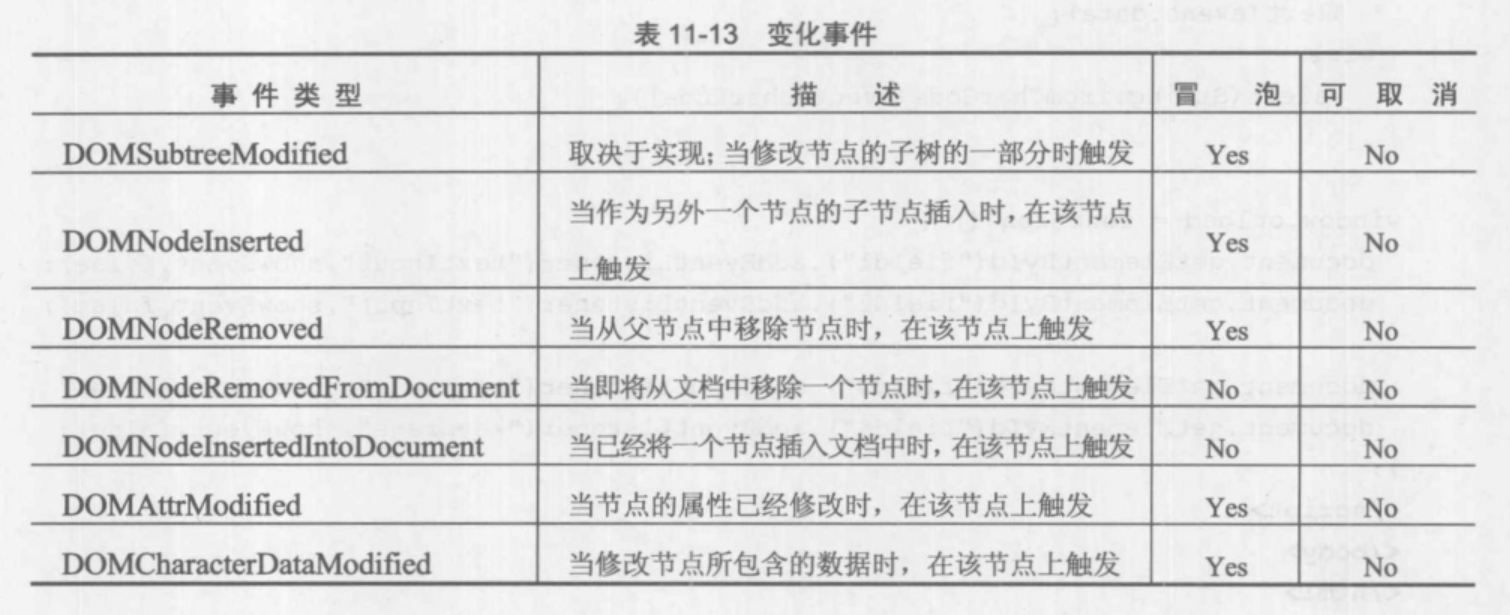 表 11-13 变化事件
事件类型 描述 冒泡 可取消
DOMSubtreeModified 取决于实现；当修改节点的子树的一部分时触发 Yes No
DOMNodeInserted 当作为另外一个节点的子节点插入时，在该节点
上触发 Yes No
DOMNodeRemoved 当从父节点中移除节点时，在该节点上触发 Yes No
DOMNodeRemovedFromDocument 当即将从文档中移除一个节点时，在该节点上触发 No No
DOMNodeInsertedIntoDocument 当已经将一个节点插入文档中时，在该节点上触发 No No
DOMAttrModified 当节点的属性已经修改时，在该节点上触发 Yes No
DOMCharacterDataModified 当修改节点所包含的数据时，在该节点上触发 Yes No